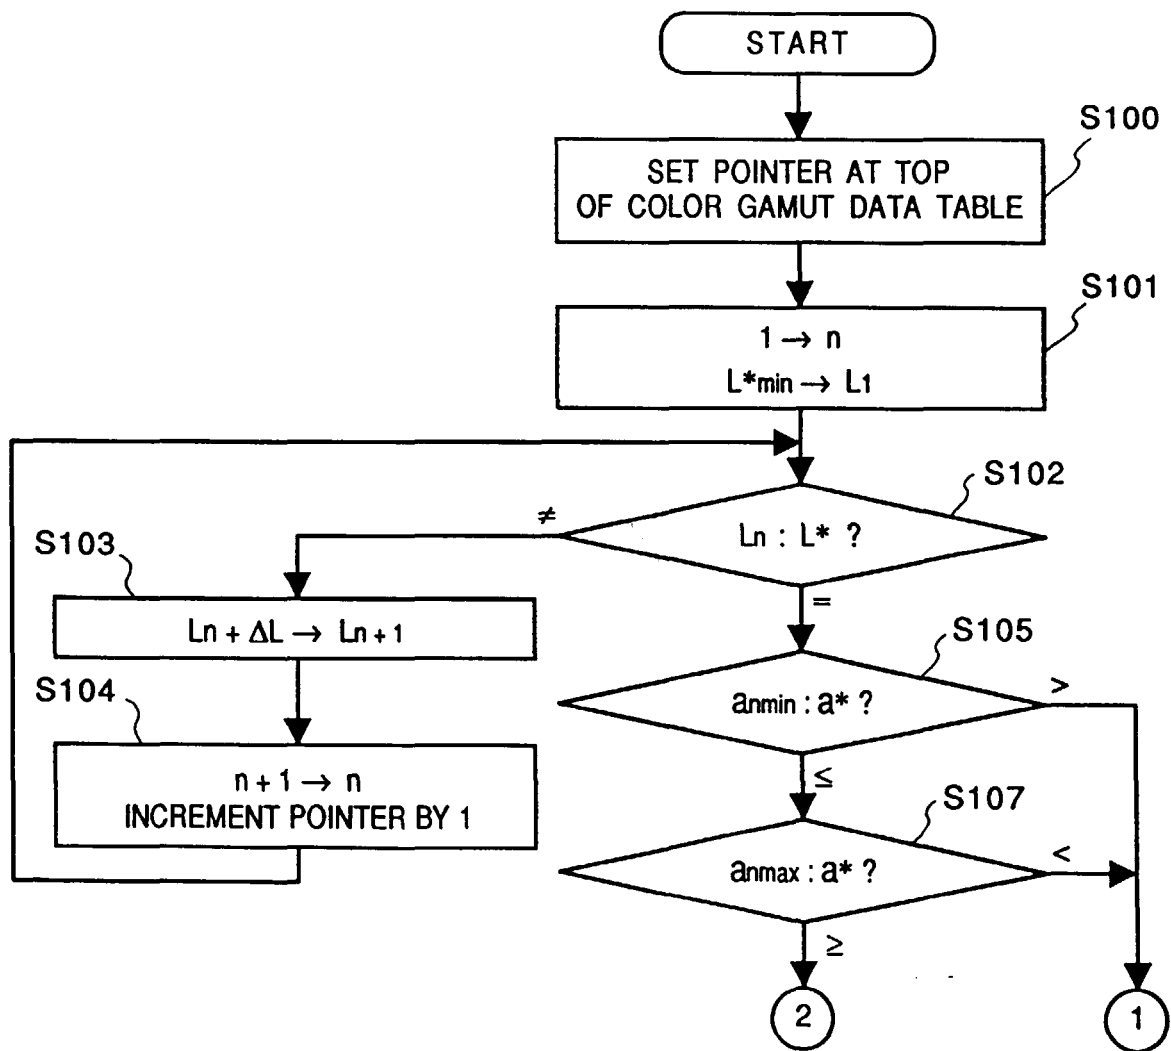 START
S100
SET POINTER AT TOP
OF COLOR GAMUT DATA TABLE
S101
1 → n
L*min → L1
S102
≠
Ln : L* ?
S103
=
Ln + ΔL → Ln + 1
S105
>
anmin : a* ?
S104
≤
n + 1 → n
INCREMENT POINTER BY 1
S107
<
anmax : a* ?
≥
2
1